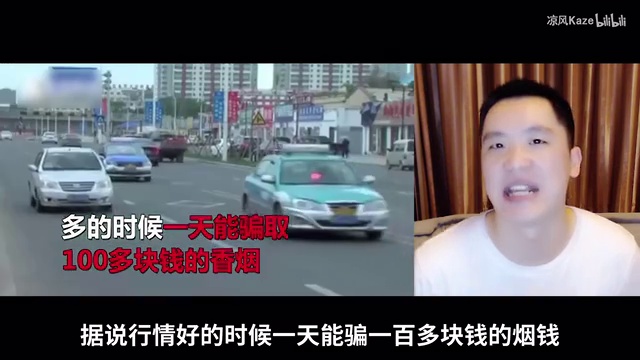 凉风Kaze bilibili
多的时候一天能骗取
100多块钱的香烟
据说行情好的时候一天能骗一百多块钱的烟钱